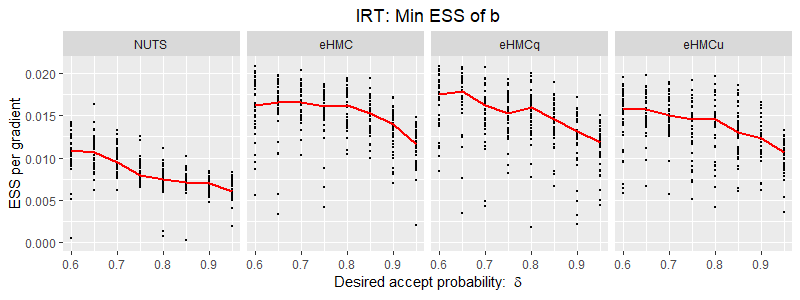 IRT: Min ESS of b
NUTS eHMC eHMCq eHMCu
ESS per gradient
0.020
0.015
0.010
0.005
0.000
0.6 0.7 0.8 0.9 0.6 0.7 0.8 0.9 0.6 0.7 0.8 0.9 0.6 0.7 0.8 0.9
Desired accept probability: δ